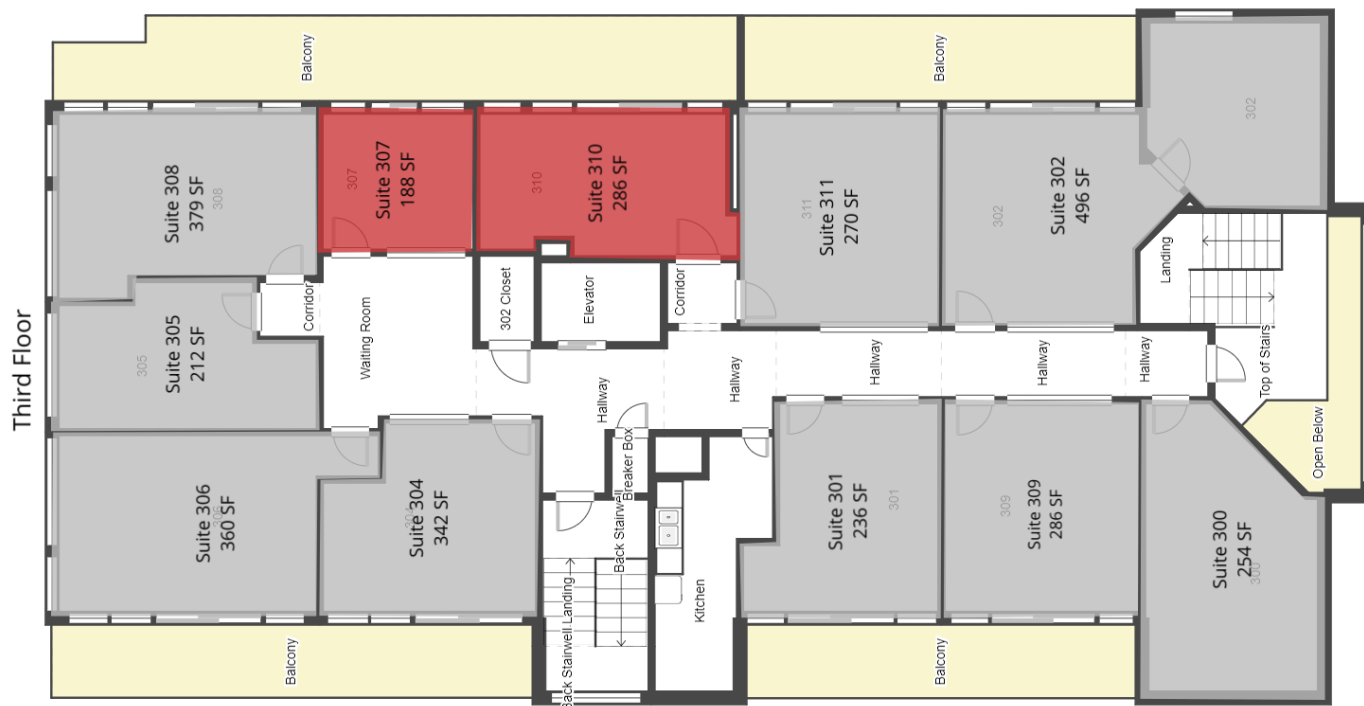 Third Floor
Balcony
Balcony
302
Suite 308
379 SF
308
307
Suite 307
188 SF
310
Suite 310
286 SF
311
Suite 311
270 SF
302
Suite 302
496 SF
Landing
305
Suite 305
212 SF
Corridor
Waiting Room
302 Closet
Elevator
Corridor
Hallway
Hallway
Hallway
Hallway
Hallway
Top of Stairs
Open Below
306
Suite 306
360 SF
304
Suite 304
342 SF
Breaker Box
Back Stairwell
Back Stairwell Landing
Kitchen
Suite 301
236 SF
301
309
Suite 309
286 SF
Suite 300
254 SF
300
Balcony
Balcony